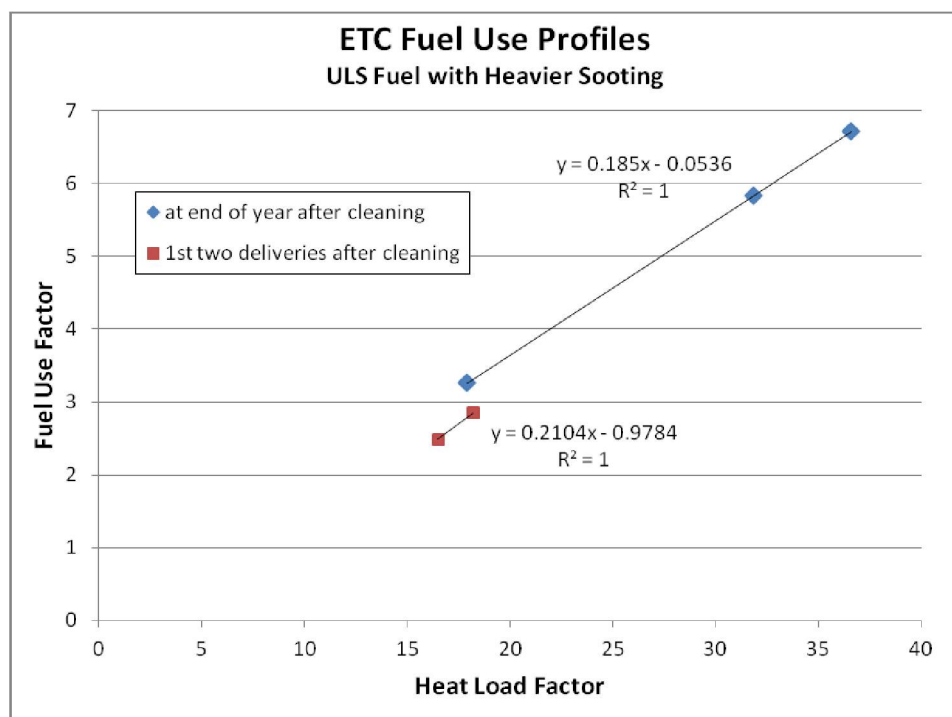 ETC Fuel Use Profiles
ULS Fuel with Heavier Sooting
7
6
5
4
3
2
1
0
Fuel Use Factor
at end of year after cleaning
1st two deliveries after cleaning
y = 0.185x - 0.0536
R² = 1
y = 0.2104x - 0.9784
R² = 1
0 5 10 15 20 25 30 35 40
Heat Load Factor